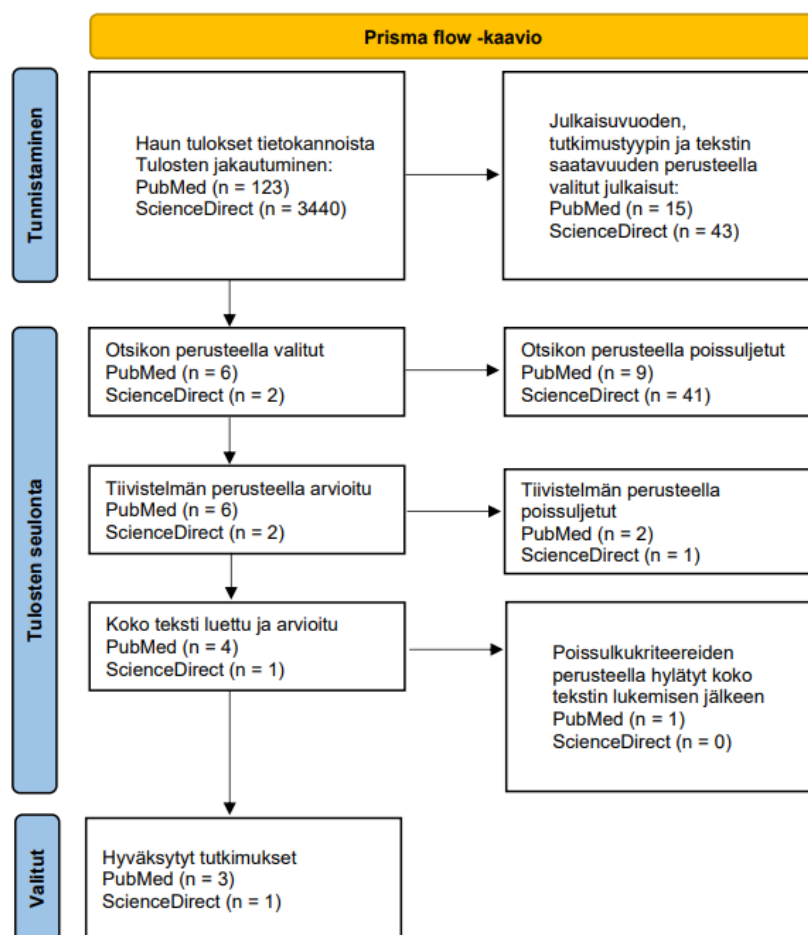 Prisma flow -kaavio
Tunnistaminen
Haun tulokset tietokannoista
Tulosten jakautuminen:
PubMed (n = 123)
ScienceDirect (n = 3440)
Julkaisuvuoden,
tutkimustyypin ja tekstin
saatavuuden perusteella
valitut julkaisut:
PubMed (n = 15)
ScienceDirect (n = 43)
Tulosten seulonta
Otsikon perusteella valitut
PubMed (n = 6)
ScienceDirect (n = 2)
Otsikon perusteella poissuljetut
PubMed (n = 9)
ScienceDirect (n = 41)
Tiivistelmän perusteella arvioitu
PubMed (n = 6)
ScienceDirect (n = 2)
Tiivistelmän perusteella
poissuljetut
PubMed (n = 2)
ScienceDirect (n = 1)
Koko teksti luettu ja arvioitu
PubMed (n = 4)
ScienceDirect (n = 1)
Poissulkukriteereiden
perusteella hylätyt koko
tekstin lukemisen jälkeen
PubMed (n = 1)
ScienceDirect (n = 0)
Valitut
Hyväksytyt tutkimukset
PubMed (n = 3)
ScienceDirect (n = 1)